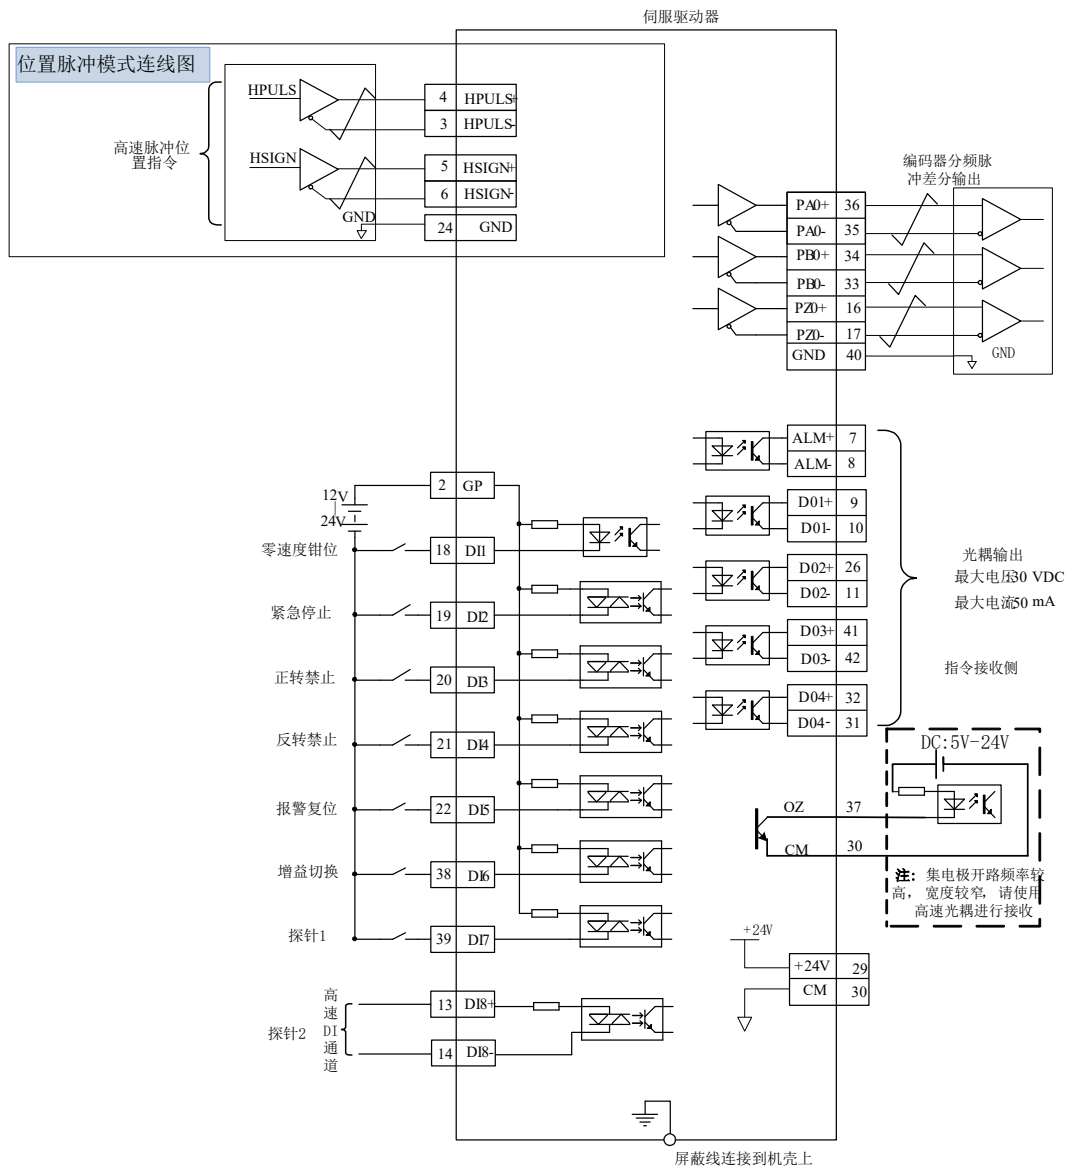 伺服驱动器
位置脉冲模式连线图
高速脉冲位
置指令
HPULS
4 HPULS+
3 HPULS-
HSIGN
5 HSIGN+
6 HSIGN-
GND
24 GND
编码器分频脉
冲差分输出
PA0+ 36
PA0- 35
PB0+ 34
PB0- 33
PZ0+ 16
PZ0- 17
GND 40
GND
ALM+ 7
ALM- 8
D01+ 9
D01- 10
D02+ 26
D02- 11
D03+ 41
D03- 42
D04+ 32
D04- 31
光耦输出
最大电压30 VDC
最大电流50 mA
指令接收侧
2 GP
12V
24V
零速度钳位 18 DI1
紧急停止 19 DI2
正转禁止 20 DI3
反转禁止 21 DI4
报警复位 22 DI5
增益切换 38 DI6
探针1 39 DI7
探针2
高速DI通道
13 DI8+
14 DI8-
DC:5V-24V
OZ 37
CM 30
注：集电极开路频率较
高，宽度较窄，请使用
高速光耦进行接收
+24V
+24V 29
CM 30
屏蔽线连接到机壳上